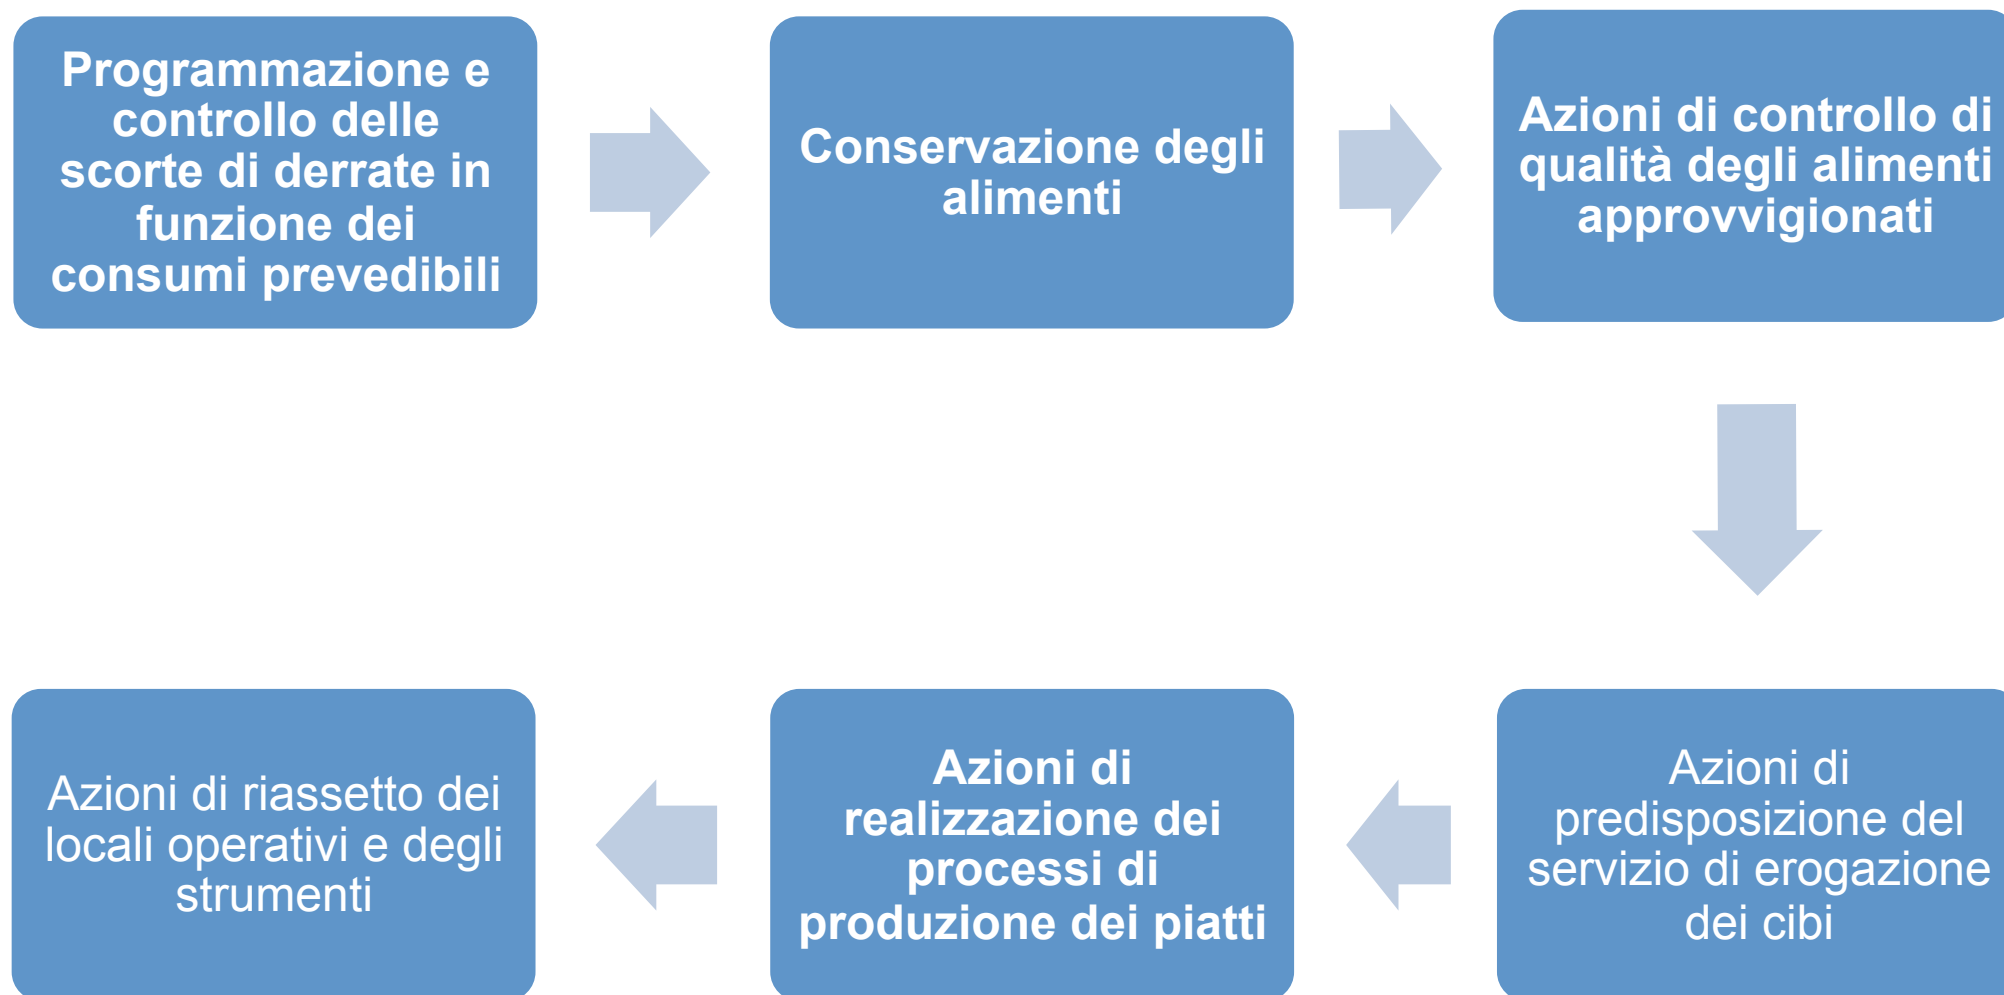 Programmazione e
controllo delle
scorte di derrate in
funzione dei
consumi prevedibili
Conservazione degli
alimenti
Azioni di controllo di
qualità degli alimenti
approvvigionati
Azioni di
predisposizione del
servizio di erogazione
dei cibi
Azioni di
realizzazione dei
processi di
produzione dei piatti
Azioni di riassetto dei
locali operativi e degli
strumenti